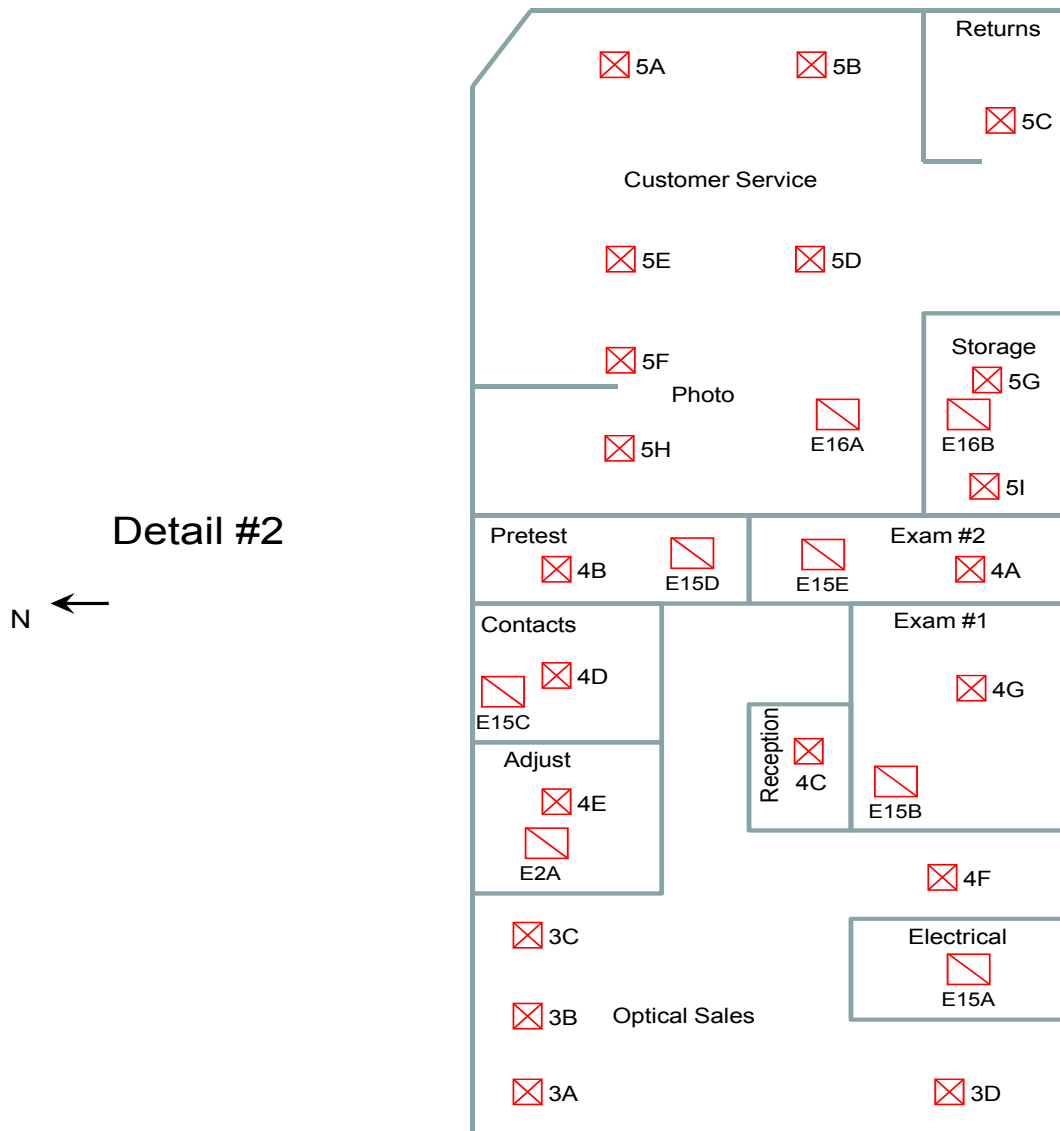 Returns
5A
5B
5C
Customer Service
5E
5D
Storage
5F
5G
Photo
E16A
E16B
5H
5I
Detail #2
Pretest
Exam #2
4B
E15D
E15E
4A
N
Contacts
Exam #1
4D
4G
E15C
Reception
Adjust
4C
4E
E15B
E2A
4F
3C
Electrical
E15A
3B
Optical Sales
3A
3D